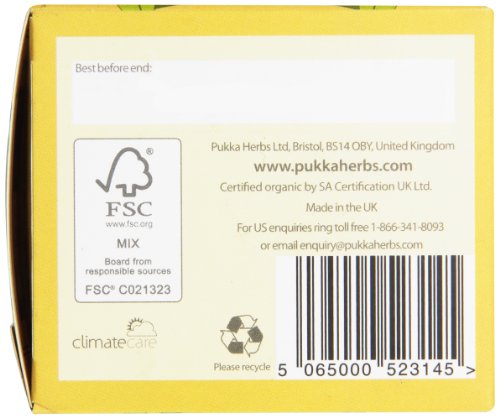 Best before end:
Pukka Herbs Ltd, Bristol, BS14 OBY, United Kingdom
www.pukkaherbs.com
Certified organic by SA Certification UK Ltd.
Made in the UK
For US enquiries ring toll free 1-866-341-8093
or email enquiry@pukkaherbs.com
FSC
www.fsc.org
MIX
Board from
responsible sources
FSC® C021323
climatecare
Please recycle
5 065000 523145 >